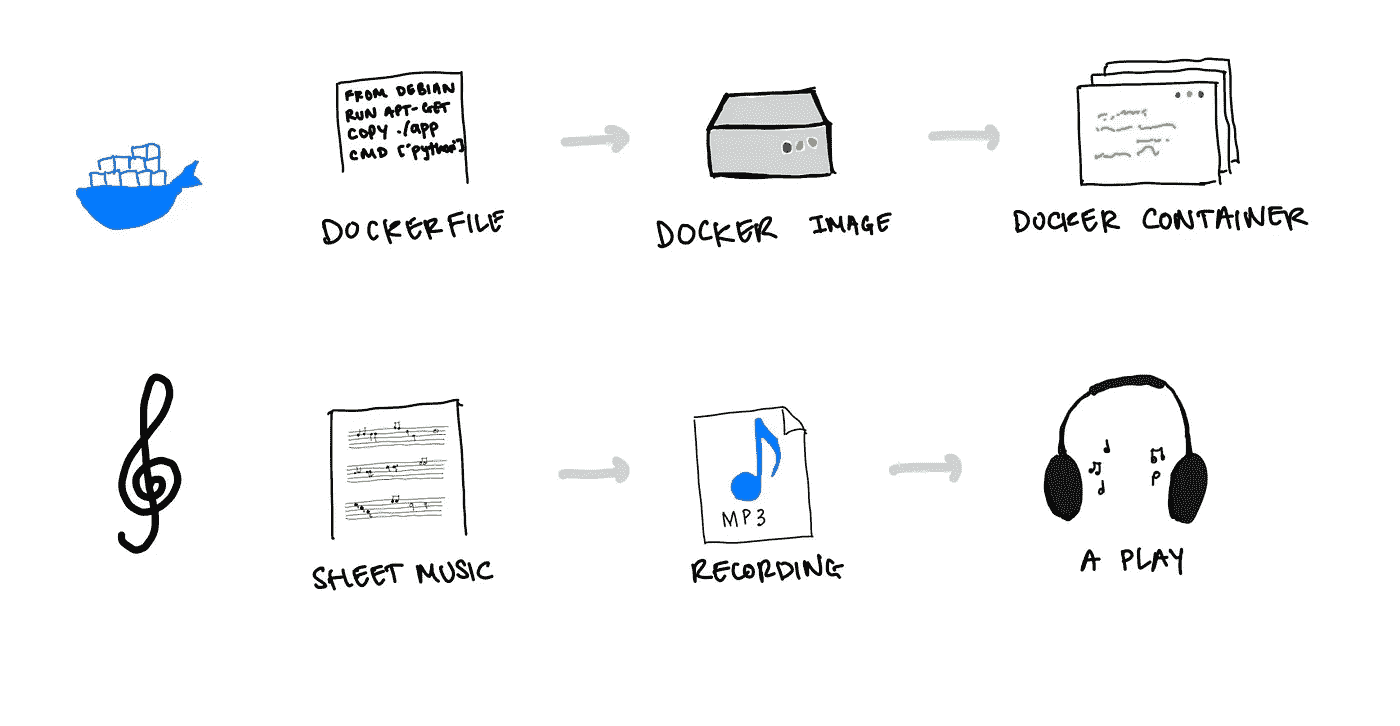 FROM DEBIAN
RUN APT-GET
COPY ./app
CMD ["python"]
DOCKERFILE
DOCKER IMAGE
DOCKER CONTAINER
MP3
SHEET MUSIC
RECORDING
A PLAY